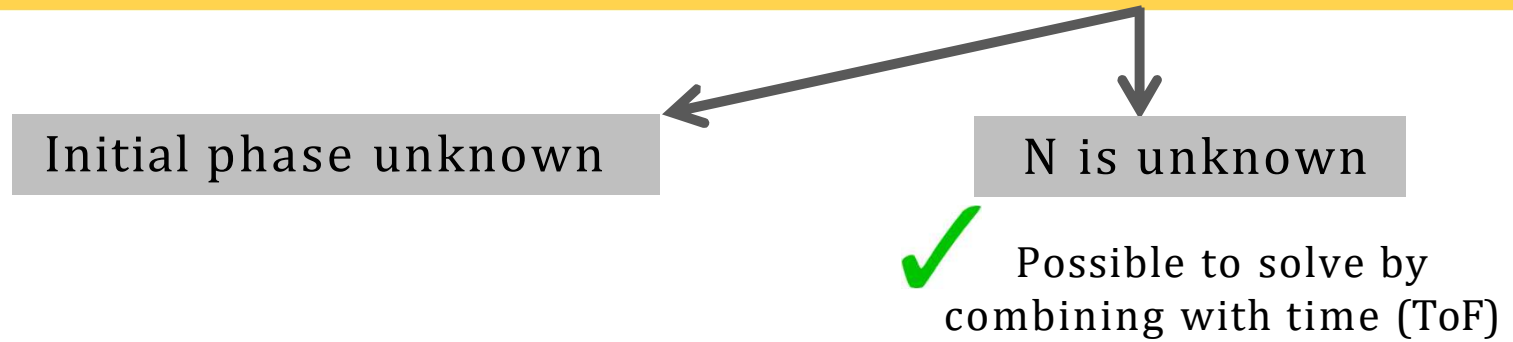 Initial phase unknown
N is unknown
Possible to solve by
combining with time (ToF)